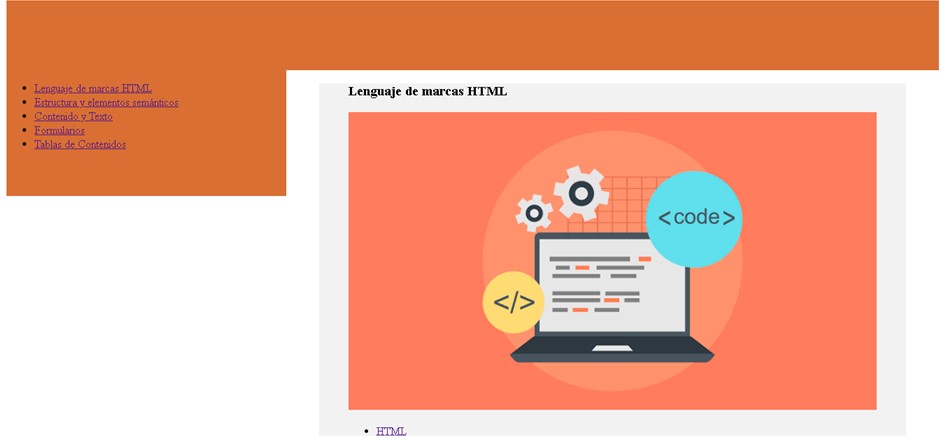 Lenguaje de marcas HTML
Estructura y elementos semánticos
Contenido y Texto
Formularios
Tablas de Contenidos
Lenguaje de marcas HTML
<code>
</>
HTML